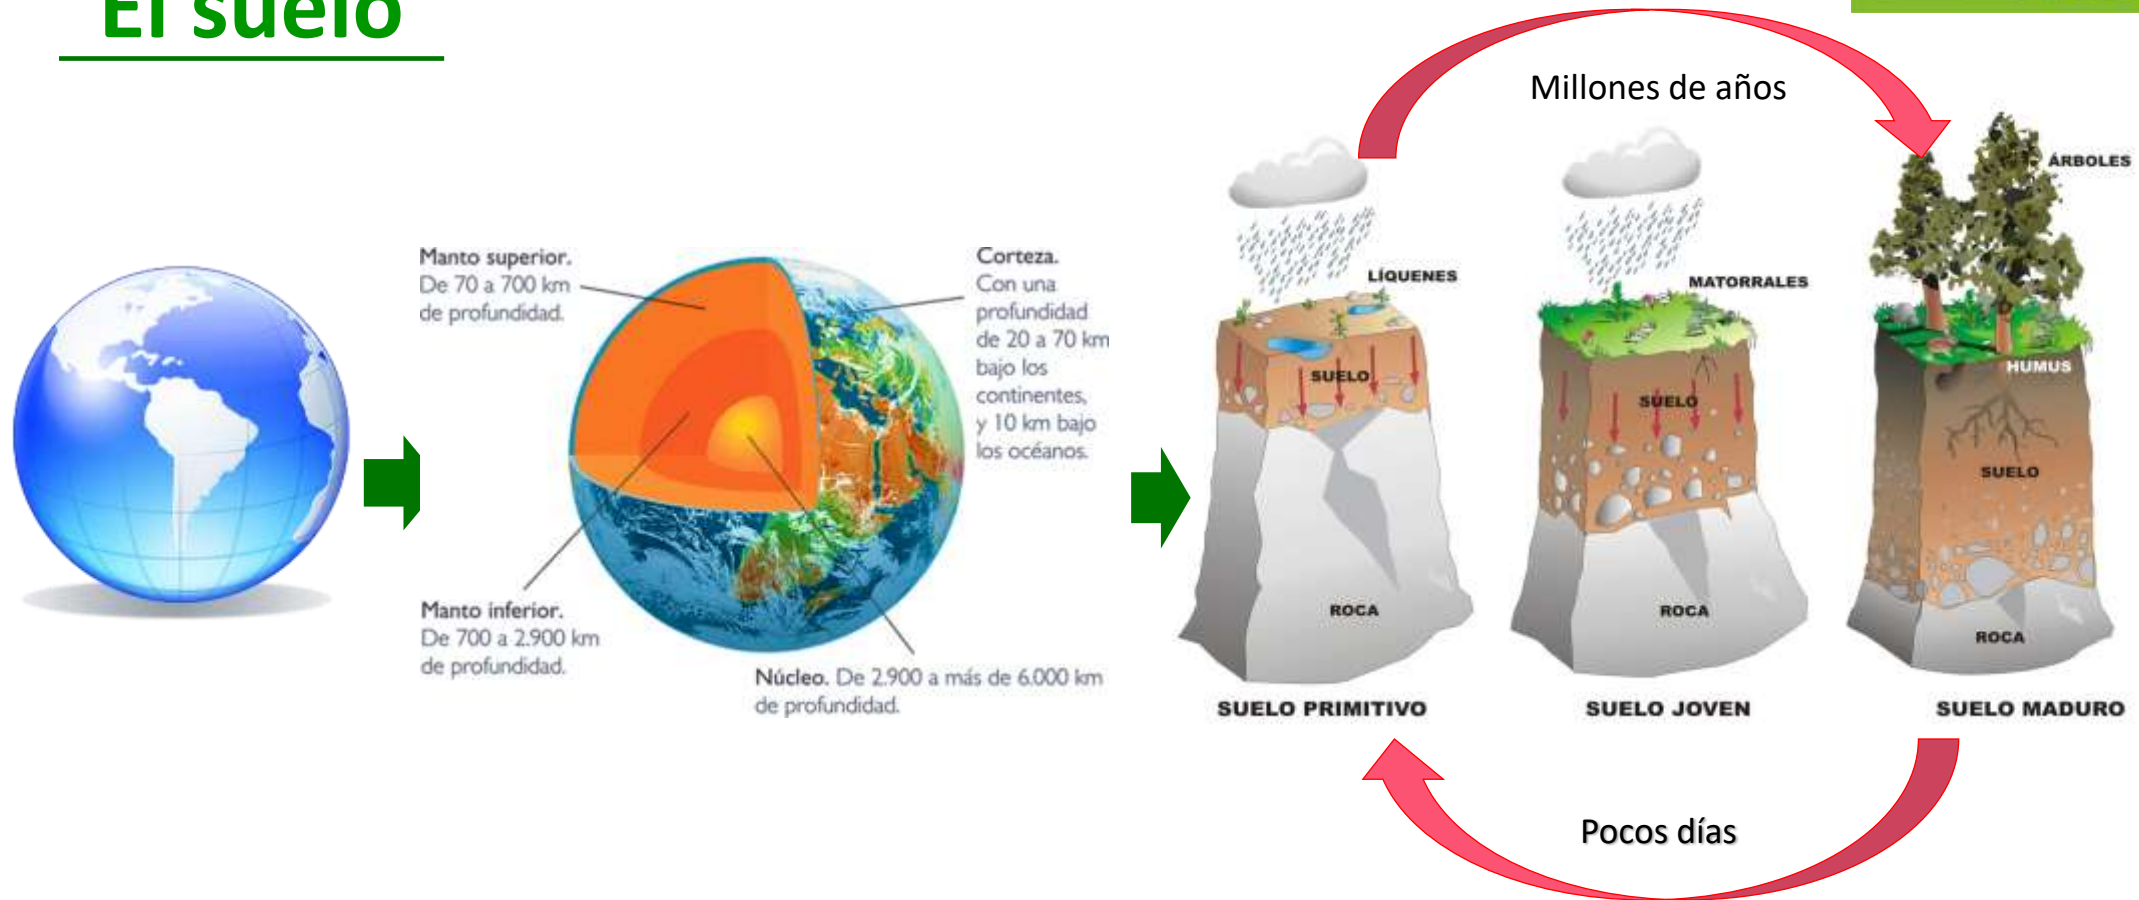 El suelo
Millones de años
Manto superior.
De 70 a 700 km
de profundidad.
Corteza.
Con una
profundidad
de 20 a 70 km
bajo los
continentes,
y 10 km bajo
los océanos.
Manto inferior.
De 700 a 2.900 km
de profundidad.
Núcleo. De 2.900 a más de 6.000 km
de profundidad.
LÍQUENES
SUELO
ROCA
SUELO PRIMITIVO
MATORRALES
SUELO
ROCA
SUELO JOVEN
ÁRBOLES
HUMUS
SUELO
ROCA
SUELO MADURO
Pocos días